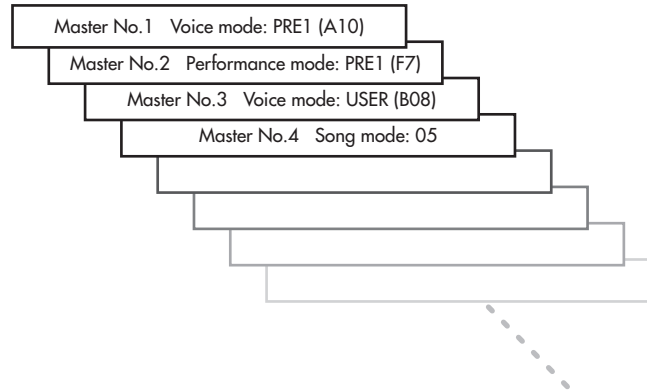 Master No.1 Voice mode: PRE1 (A10)
Master No.2 Performance mode: PRE1 (F7)
Master No.3 Voice mode: USER (B08)
Master No.4 Song mode: 05